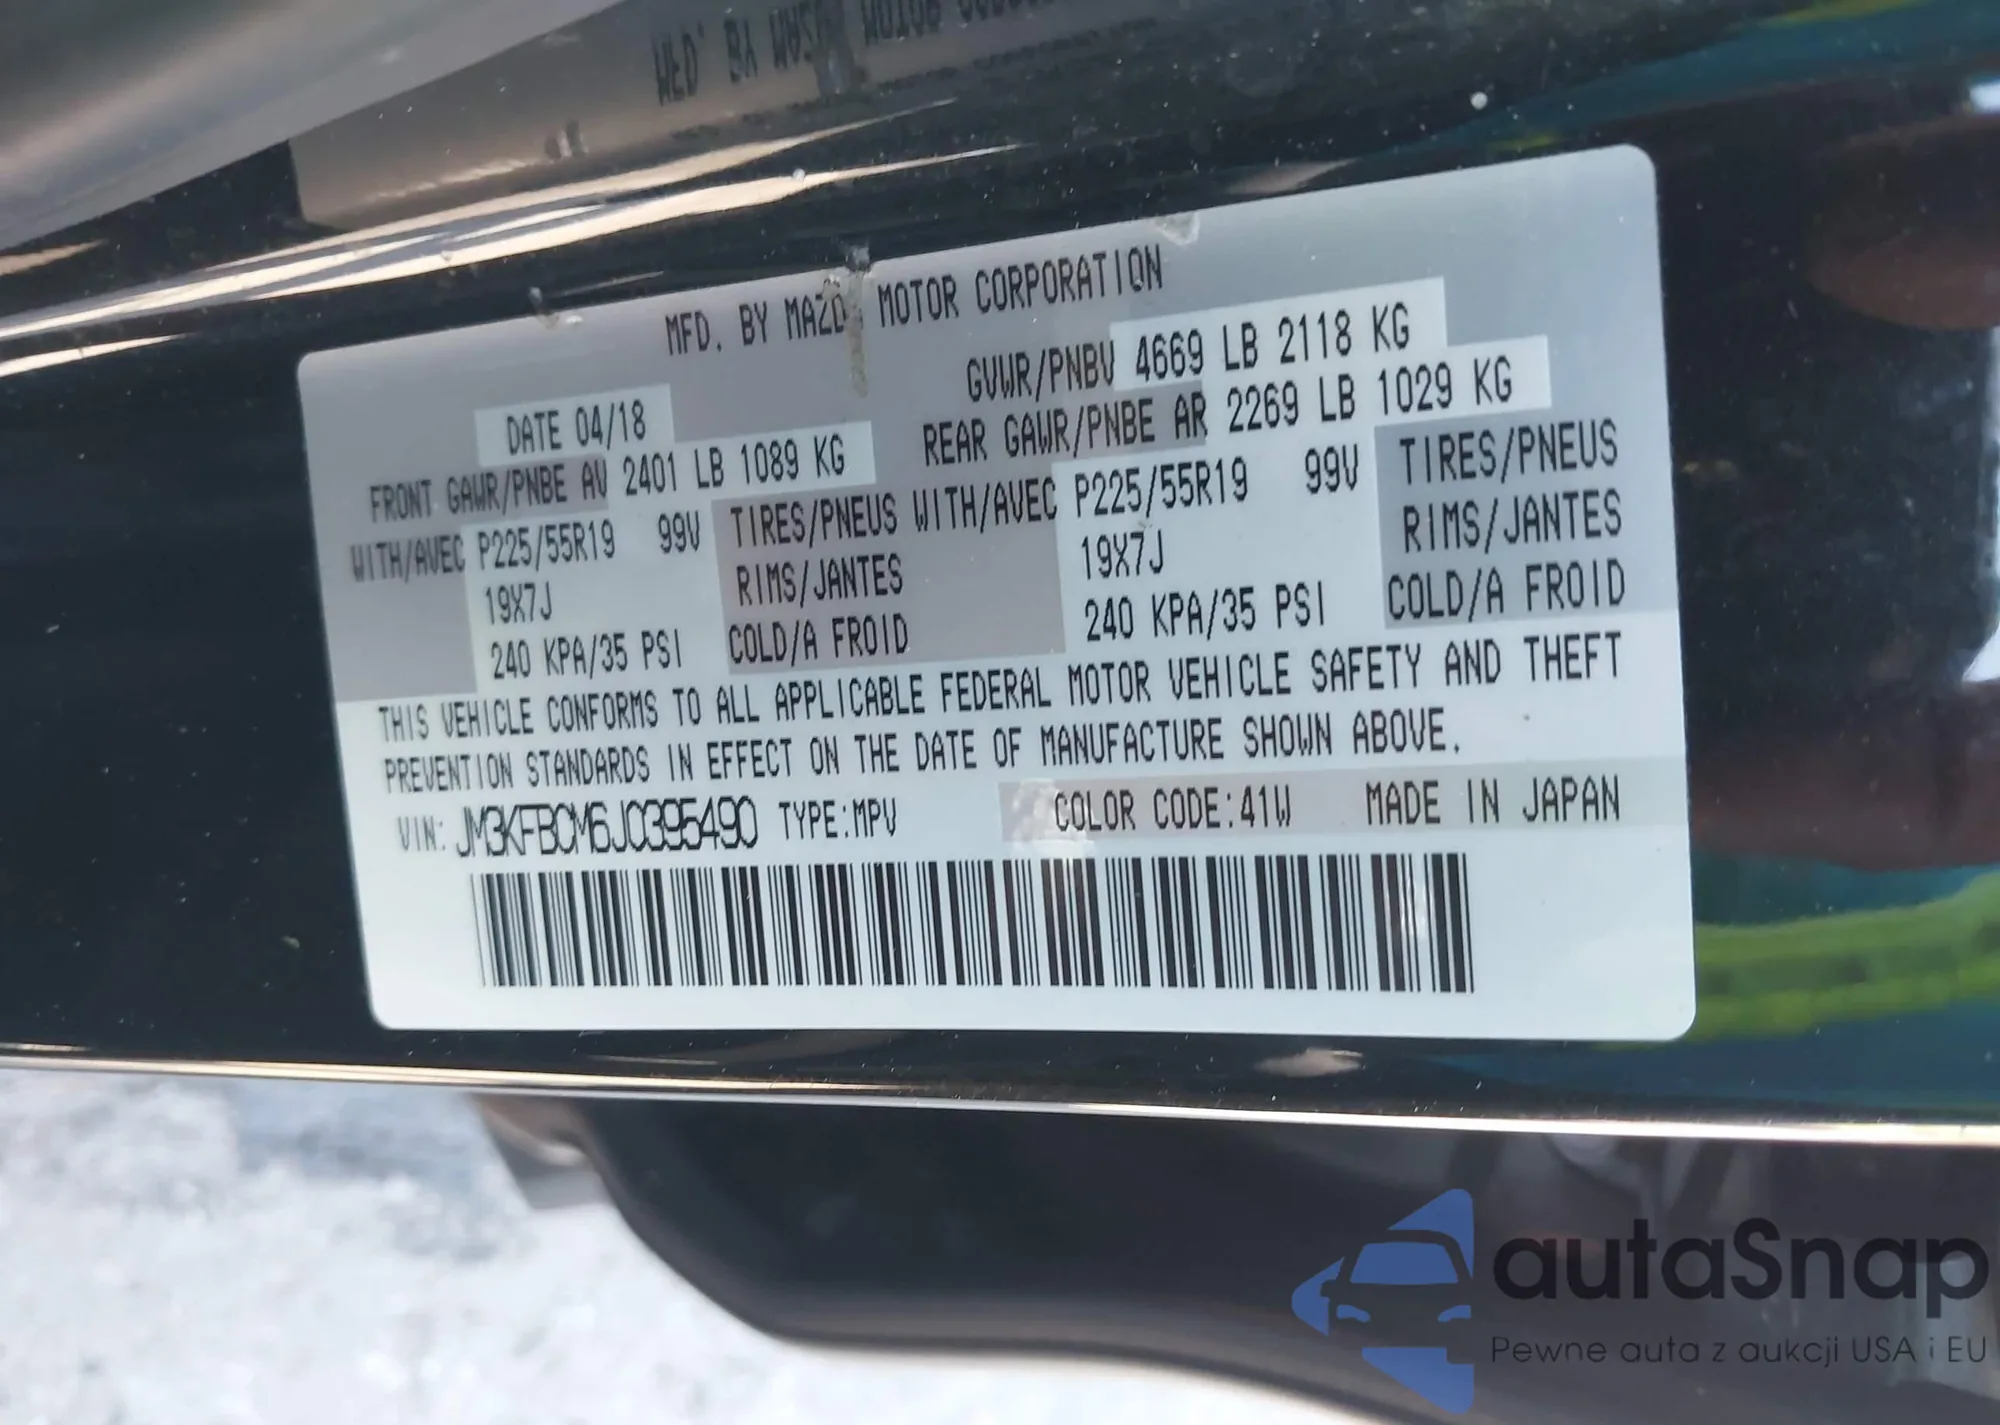 MFD. BY MAZDA MOTOR CORPORATION
DATE 04/18 GVWR/PNBV 4669 LB 2118 KG
FRONT GAWR/PNBE AV 2401 LB 1089 KG REAR GAWR/PNBE AR 2269 LB 1029 KG
WITH/AVEC P225/55R19 99V TIRES/PNEUS WITH/AVEC P225/55R19 99V TIRES/PNEUS
19X7J RIMS/JANTES 19X7J RIMS/JANTES
240 KPA/35 PSI COLD/A FROID 240 KPA/35 PSI COLD/A FROID
THIS VEHICLE CONFORMS TO ALL APPLICABLE FEDERAL MOTOR VEHICLE SAFETY AND THEFT
PREVENTION STANDARDS IN EFFECT ON THE DATE OF MANUFACTURE SHOWN ABOVE.
VIN: JM3KFBCM6J0395490 TYPE:MPV COLOR CODE:41W MADE IN JAPAN
autaSnap
Pewne auta z aukcji USA i EU